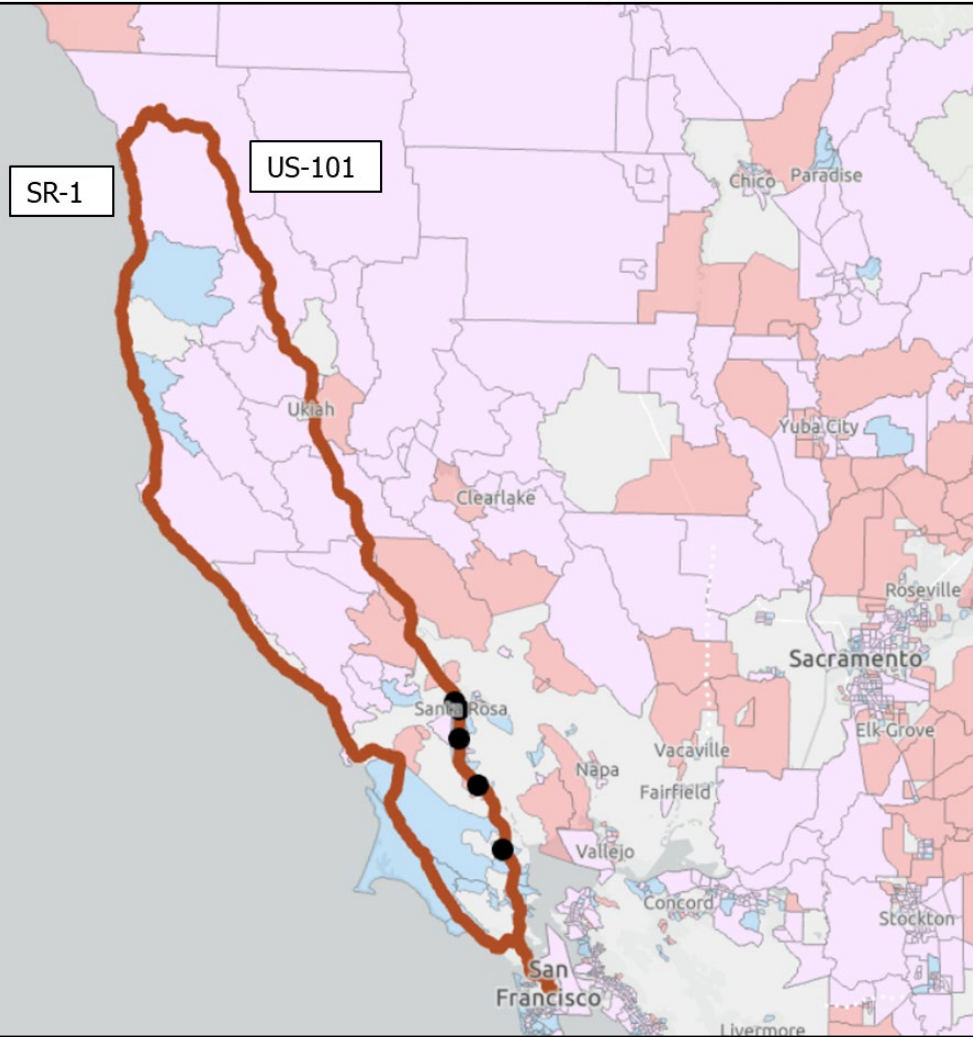 US-101
SR-1
Chico
Paradise
Ukiah
Yuba City
Clearlake
Roseville
Sacramento
Santa Rosa
Elk Grove
Vacaville
Napa
Fairfield
Vallejo
Concord
Stockton
San
Francisco
Livermore